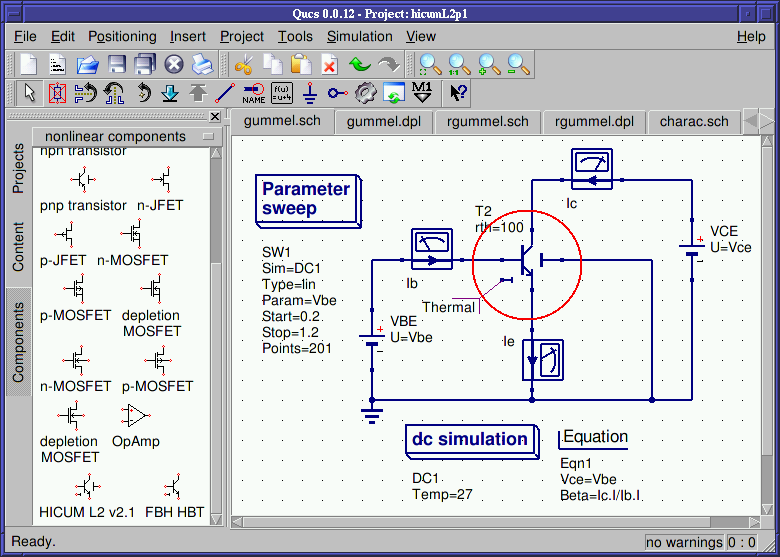 Qucs 0.0.12 - Project: hicumL2p1
File Edit Positioning Insert Project Tools Simulation View Help
1:1
NAME
f(u)
=u+4
M1
gummel.sch gummel.dpl rgummel.sch rgummel.dpl charac.sch
Projects
Content
Components
nonlinear components
npn transistor
pnp transistor n-JFET
p-JFET n-MOSFET
p-MOSFET depletion
MOSFET
n-MOSFET p-MOSFET
depletion
MOSFET
OpAmp
HICUM L2 v2.1 FBH HBT
Parameter
sweep
SW1
Sim=DC1
Type=lin
Param=Vbe
Start=0.2
Stop=1.2
Points=201
Ic
T2
rth=100
VCE
U=Vce
Ib
Thermal
VBE
U=Vbe
Ie
dc simulation
DC1
Temp=27
Equation
Eqn1
Vce=Vbe
Beta=Ic.I/Ib.I
Ready.
no warnings 0 : 0